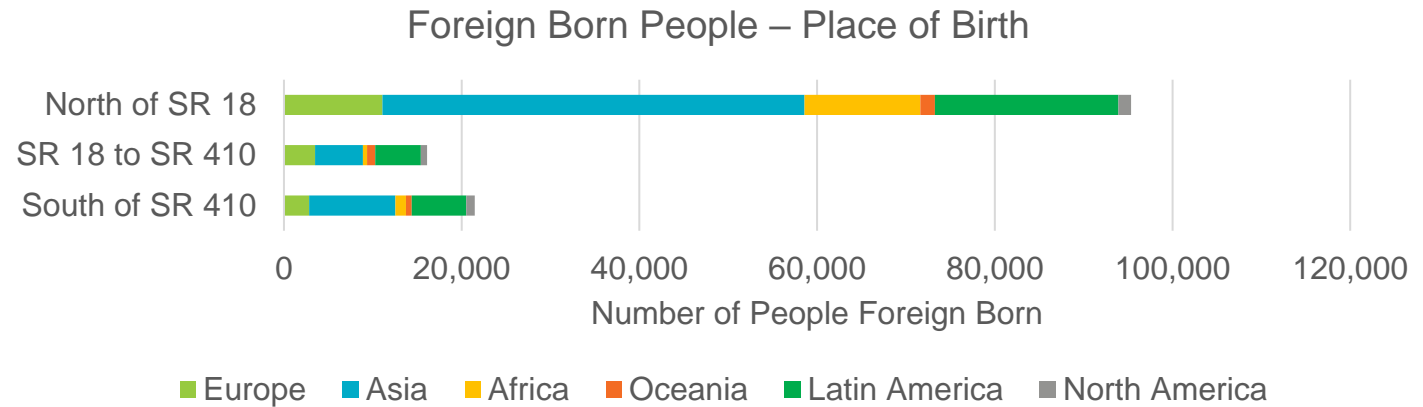 Foreign Born People – Place of Birth
North of SR 18
SR 18 to SR 410
South of SR 410
0 20,000 40,000 60,000 80,000 100,000 120,000
Number of People Foreign Born
Europe Asia Africa Oceania Latin America North America